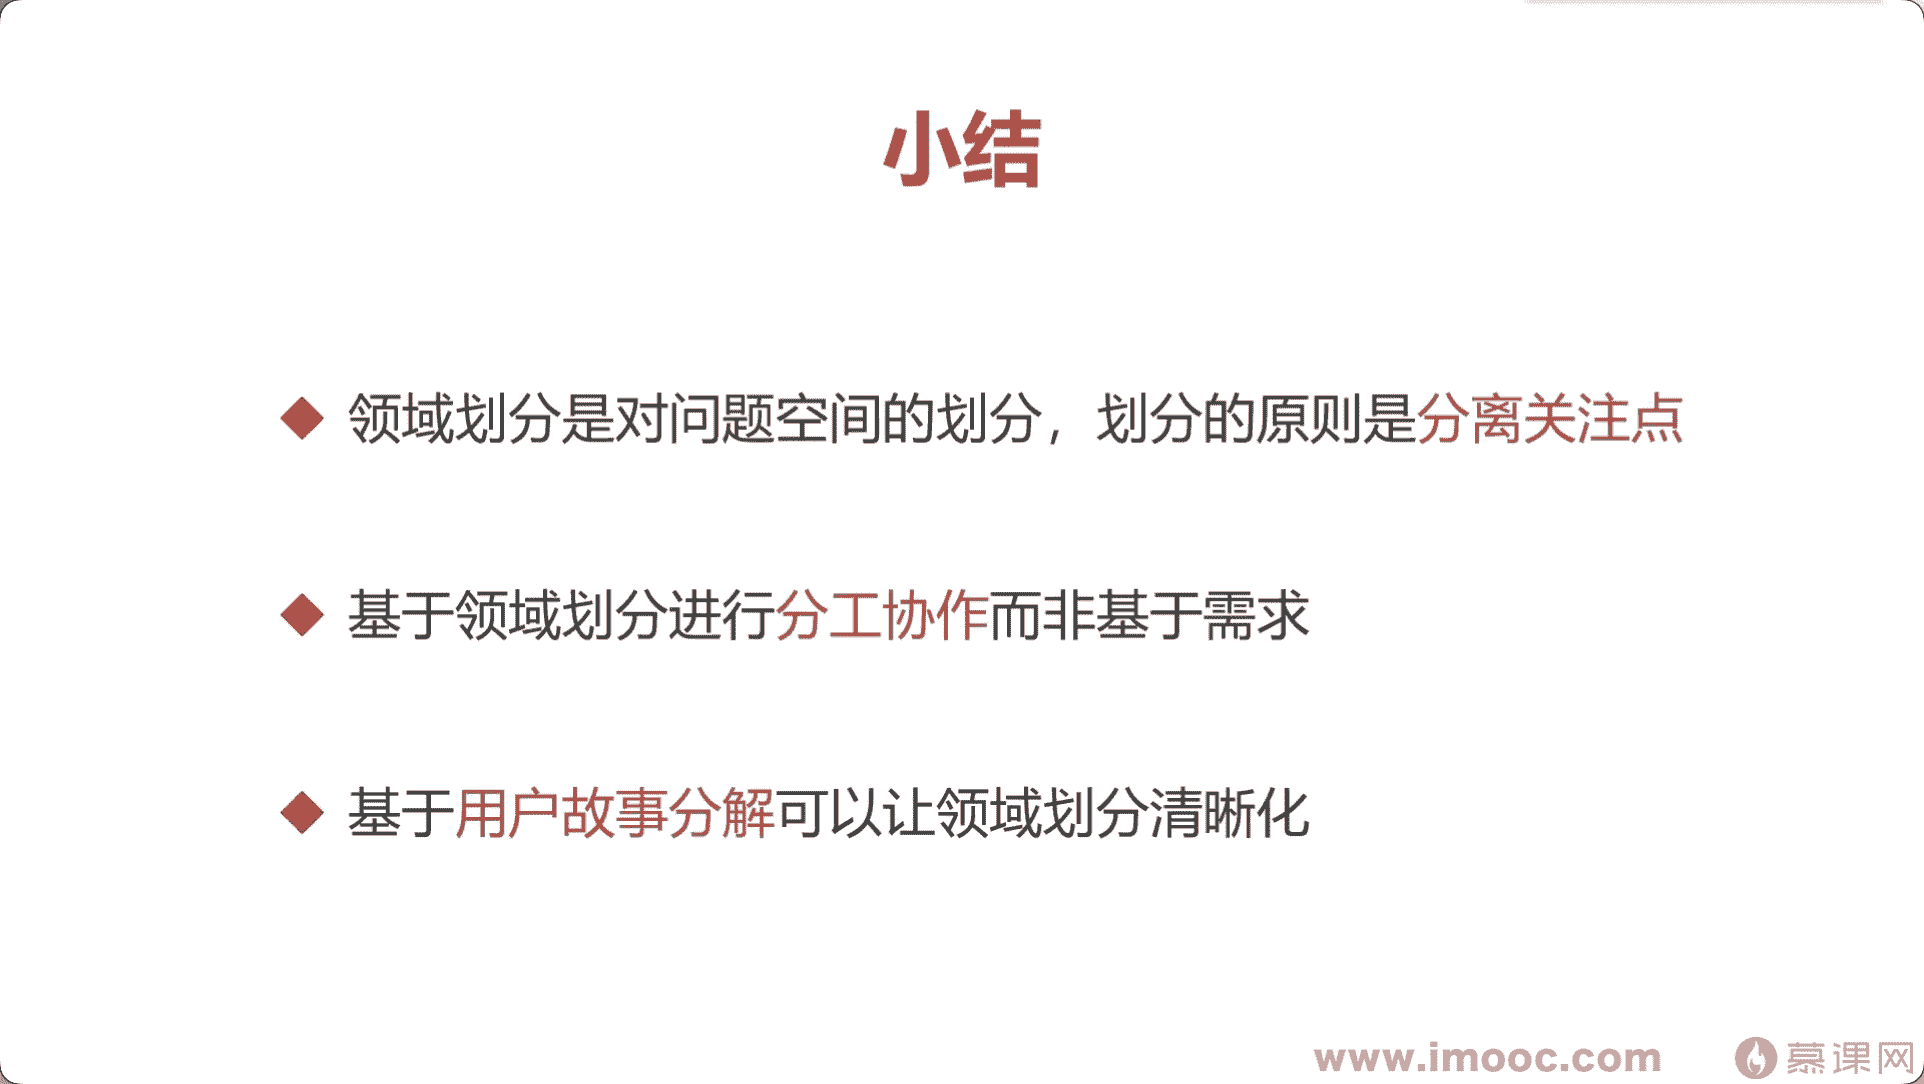 小结
领域划分是对问题空间的划分，划分的原则是分离关注点
基于领域划分进行分工协作而非基于需求
基于用户故事分解可以让领域划分清晰化
www.imooc.com 慕课网